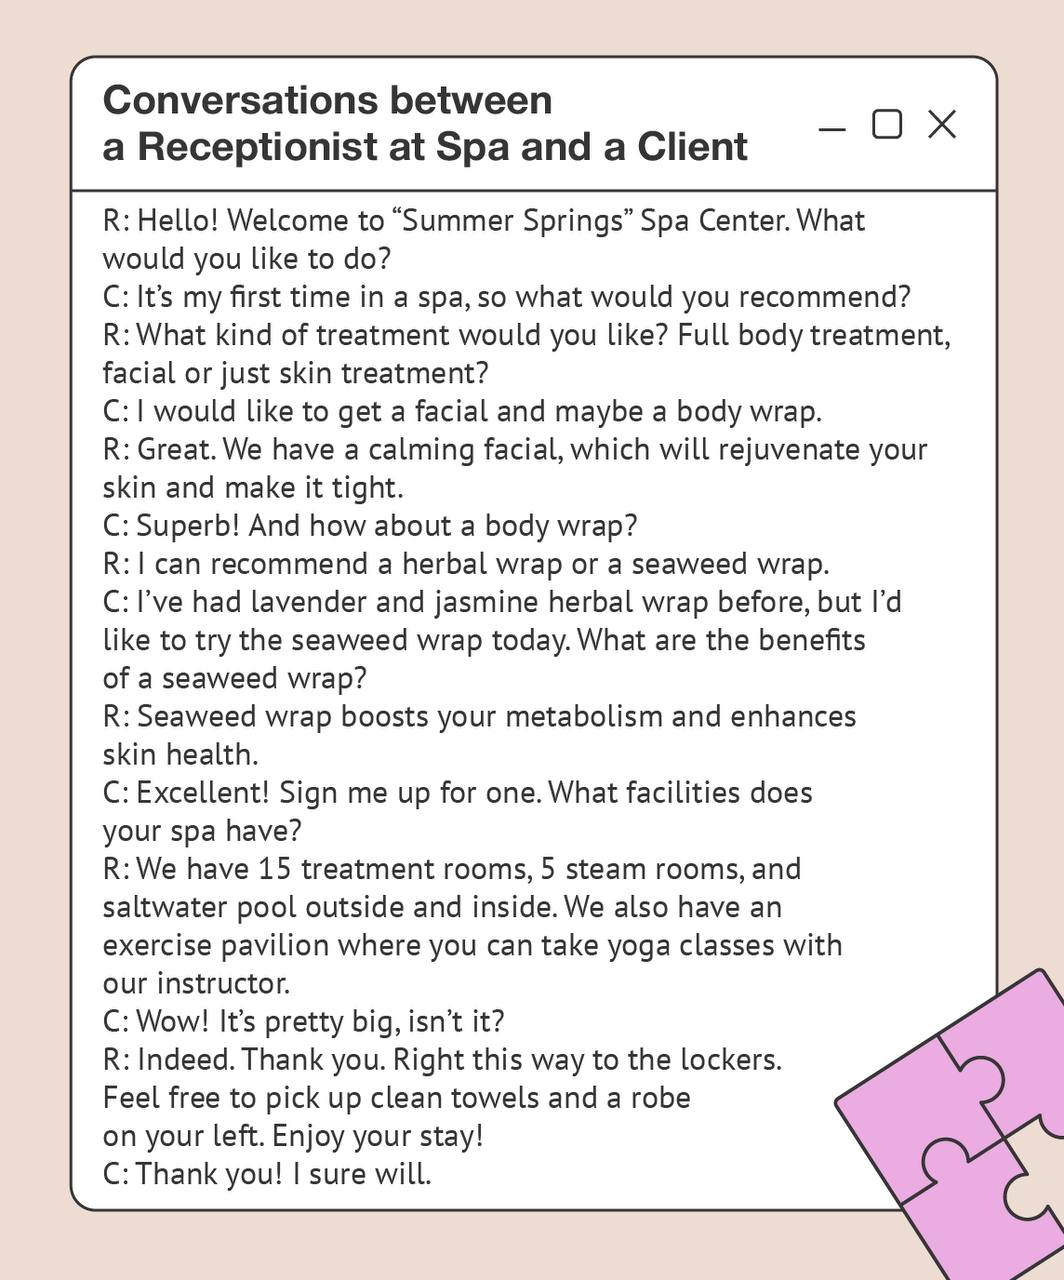 Conversations between
a Receptionist at Spa and a Client
R: Hello! Welcome to “Summer Springs” Spa Center. What
would you like to do?
C: It’s my first time in a spa, so what would you recommend?
R: What kind of treatment would you like? Full body treatment,
facial or just skin treatment?
C: I would like to get a facial and maybe a body wrap.
R: Great. We have a calming facial, which will rejuvenate your
skin and make it tight.
C: Superb! And how about a body wrap?
R: I can recommend a herbal wrap or a seaweed wrap.
C: I’ve had lavender and jasmine herbal wrap before, but I’d
like to try the seaweed wrap today. What are the benefits
of a seaweed wrap?
R: Seaweed wrap boosts your metabolism and enhances
skin health.
C: Excellent! Sign me up for one. What facilities does
your spa have?
R: We have 15 treatment rooms, 5 steam rooms, and
saltwater pool outside and inside. We also have an
exercise pavilion where you can take yoga classes with
our instructor.
C: Wow! It’s pretty big, isn’t it?
R: Indeed. Thank you. Right this way to the lockers.
Feel free to pick up clean towels and a robe
on your left. Enjoy your stay!
C: Thank you! I sure will.